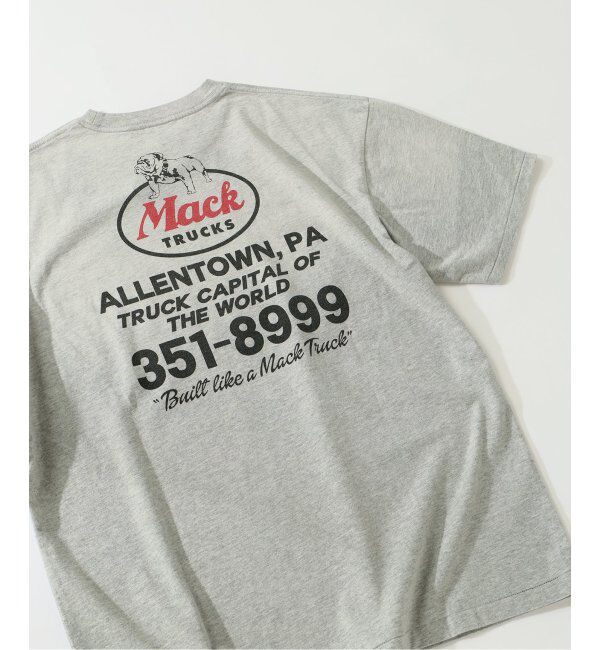 Mack
TRUCKS
ALLENTOWN, PA
TRUCK CAPITAL OF
THE WORLD
351-8999
"Built like a Mack Truck"